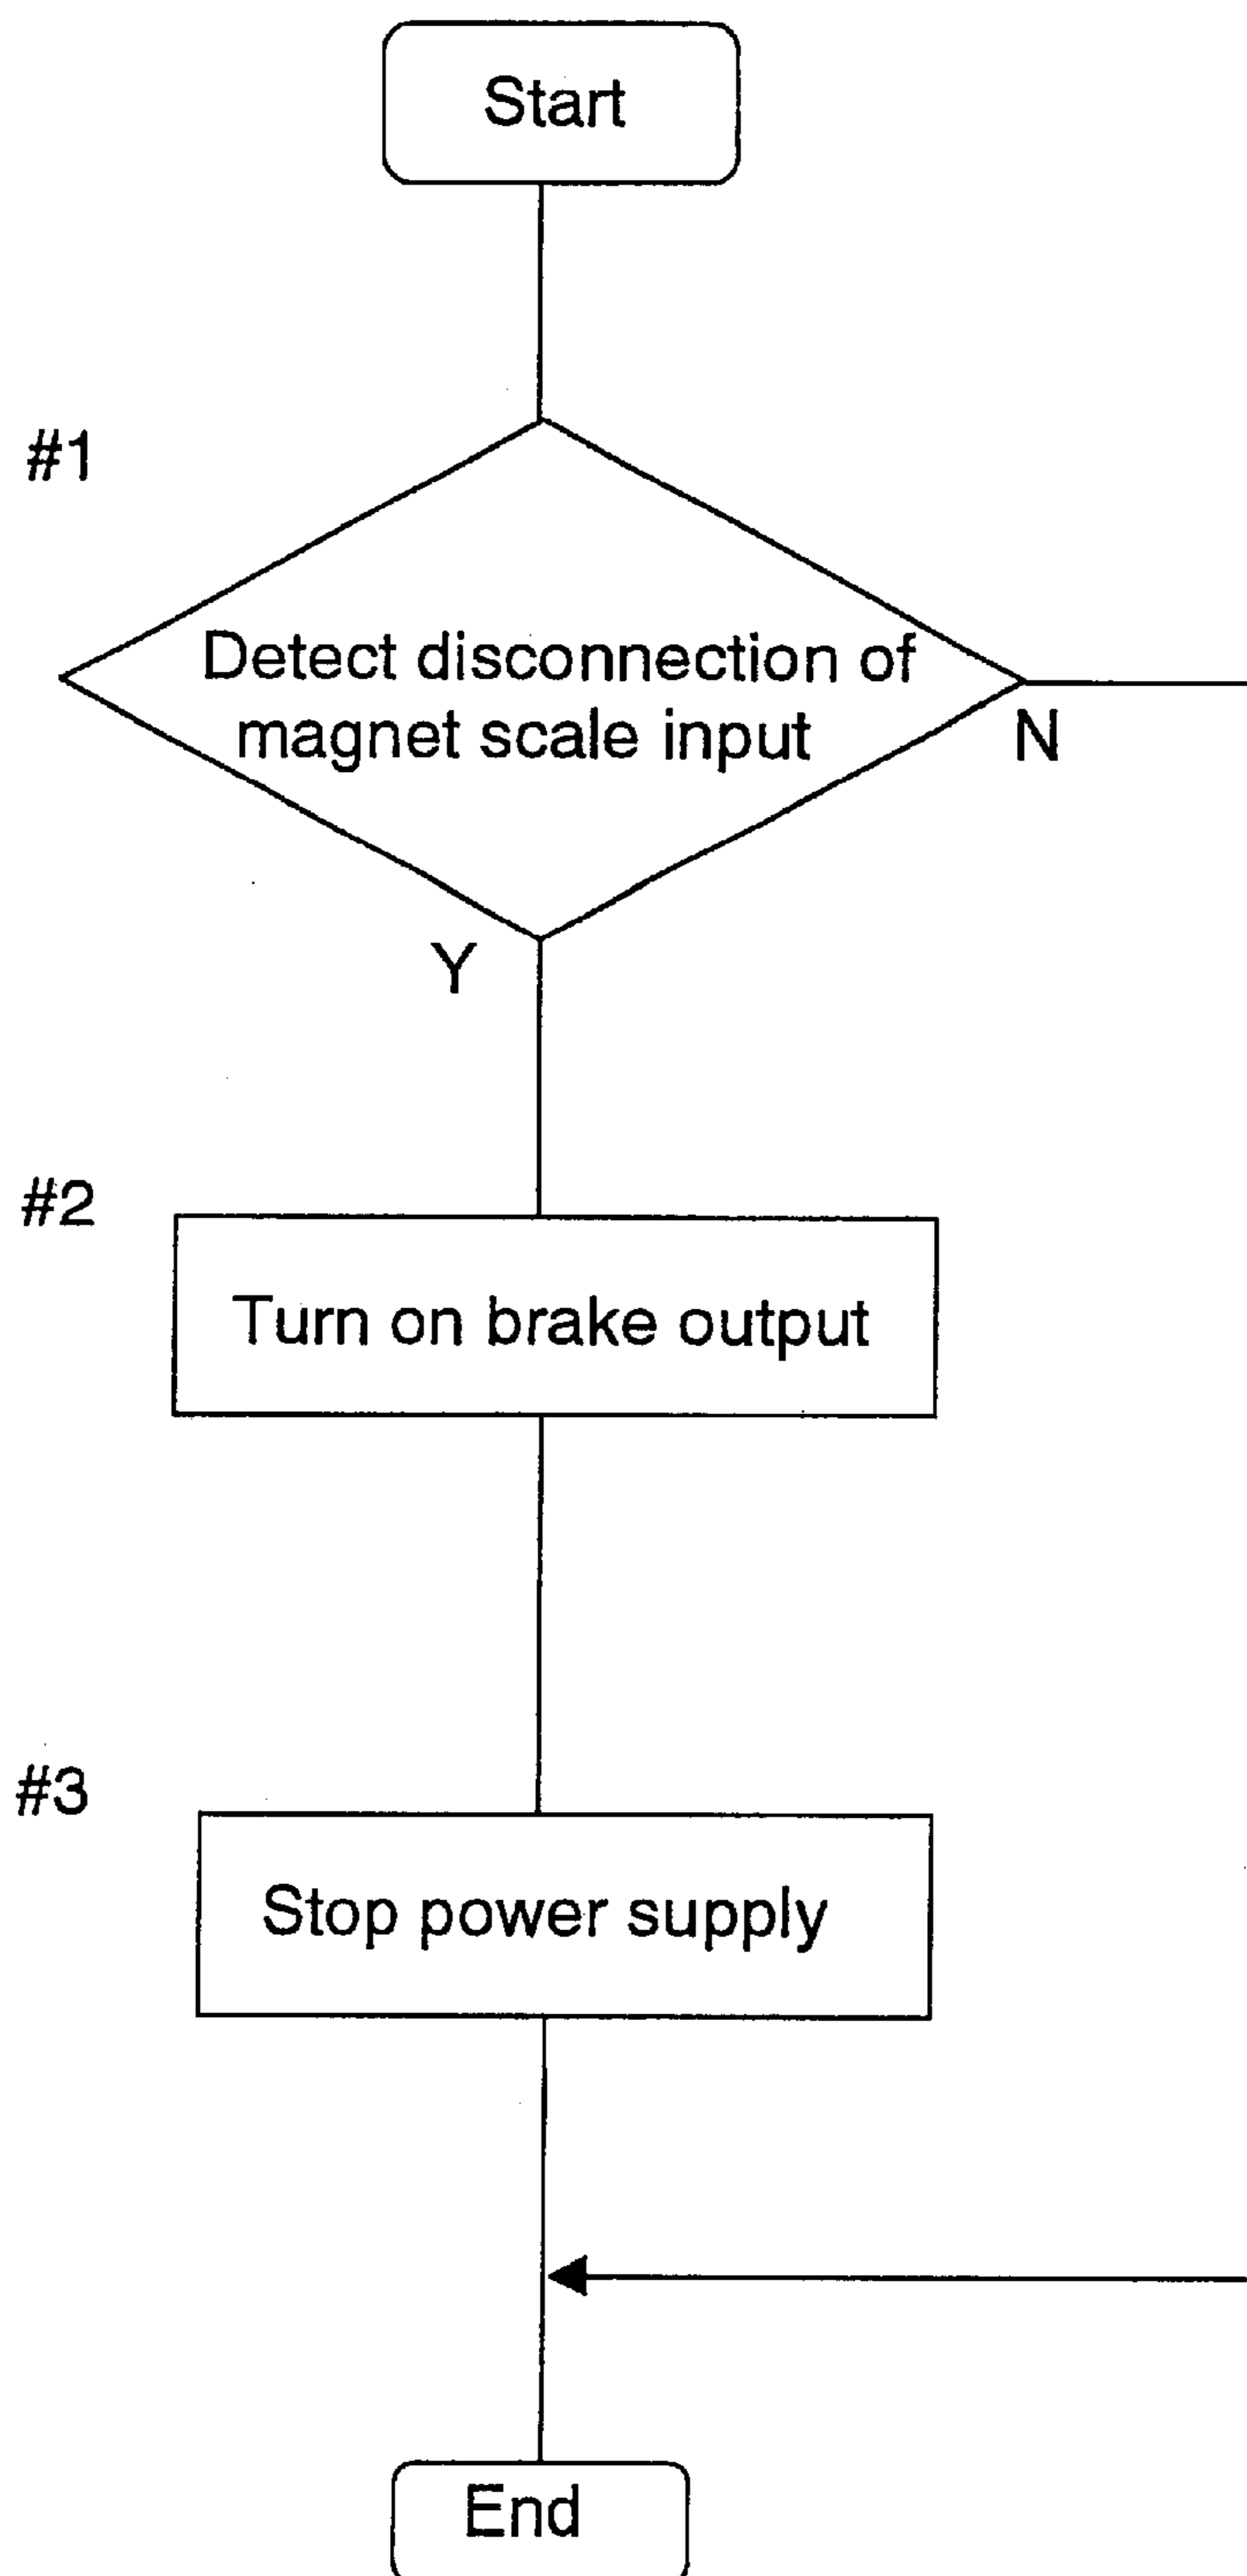 Start
#1
Detect disconnection of
magnet scale input
N
Y
#2
Turn on brake output
#3
Stop power supply
End